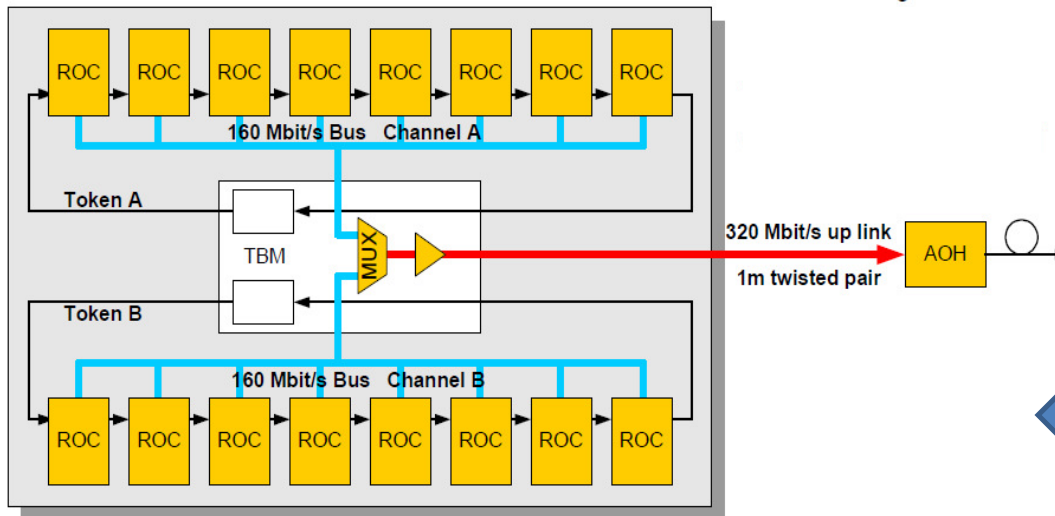 ROC ROC ROC ROC ROC ROC ROC ROC
160 Mbit/s Bus Channel A
Token A
TBM
MUX
320 Mbit/s up link
AOH
1m twisted pair
Token B
160 Mbit/s Bus Channel B
ROC ROC ROC ROC ROC ROC ROC ROC